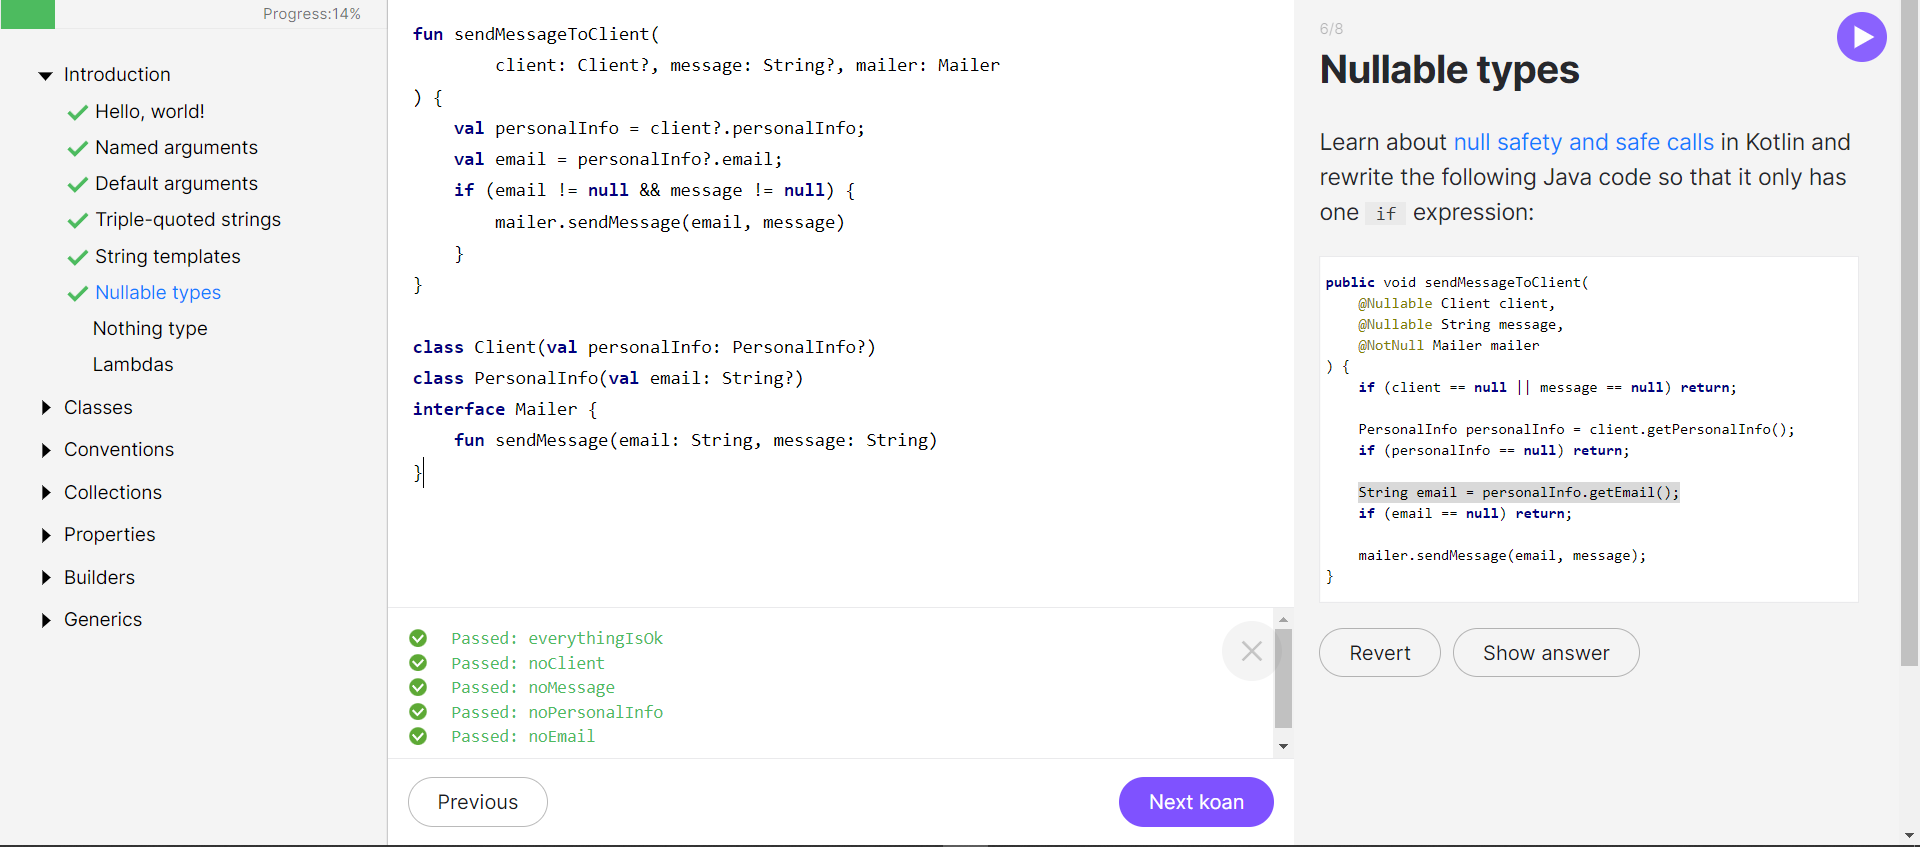 Progress:14%
Introduction
Hello, world!
Named arguments
Default arguments
Triple-quoted strings
String templates
Nullable types
Nothing type
Lambdas
Classes
Conventions
Collections
Properties
Builders
Generics
fun sendMessageToClient(
        client: Client?, message: String?, mailer: Mailer
) {
    val personalInfo = client?.personalInfo;
    val email = personalInfo?.email;
    if (email != null && message != null) {
        mailer.sendMessage(email, message)
    }
}
class Client(val personalInfo: PersonalInfo?)
class PersonalInfo(val email: String?)
interface Mailer {
    fun sendMessage(email: String, message: String)
}
Passed: everythingIsOk
Passed: noClient
Passed: noMessage
Passed: noPersonalInfo
Passed: noEmail
Previous
Next koan
6/8
Nullable types
Learn about null safety and safe calls in Kotlin and
rewrite the following Java code so that it only has
one if expression:
public void sendMessageToClient(
    @Nullable Client client,
    @Nullable String message,
    @NotNull Mailer mailer
) {
    if (client == null || message == null) return;
    PersonalInfo personalInfo = client.getPersonalInfo();
    if (personalInfo == null) return;
    String email = personalInfo.getEmail();
    if (email == null) return;
    mailer.sendMessage(email, message);
}
Revert
Show answer